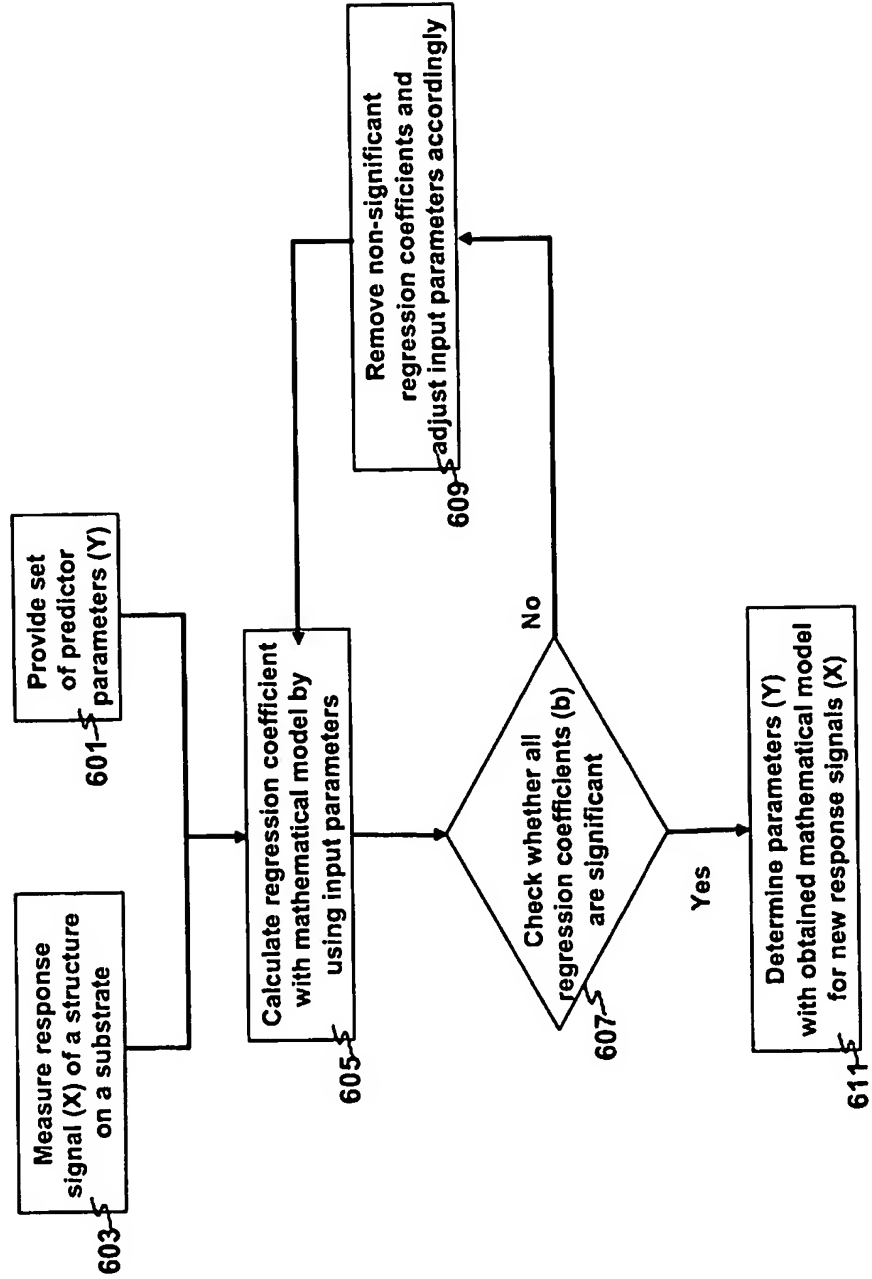 Provide set
of predictor
parameters (Y)
601
Measure response
signal (X) of a structure
on a substrate
603
Calculate regression coefficient
with mathematical model by
using input parameters
605
Remove non-significant
regression coefficients and
adjust input parameters accordingly
609
Check whether all
regression coefficients (b)
are significant
607
No
Yes
Determine parameters (Y)
with obtained mathematical model
for new response signals (X)
611